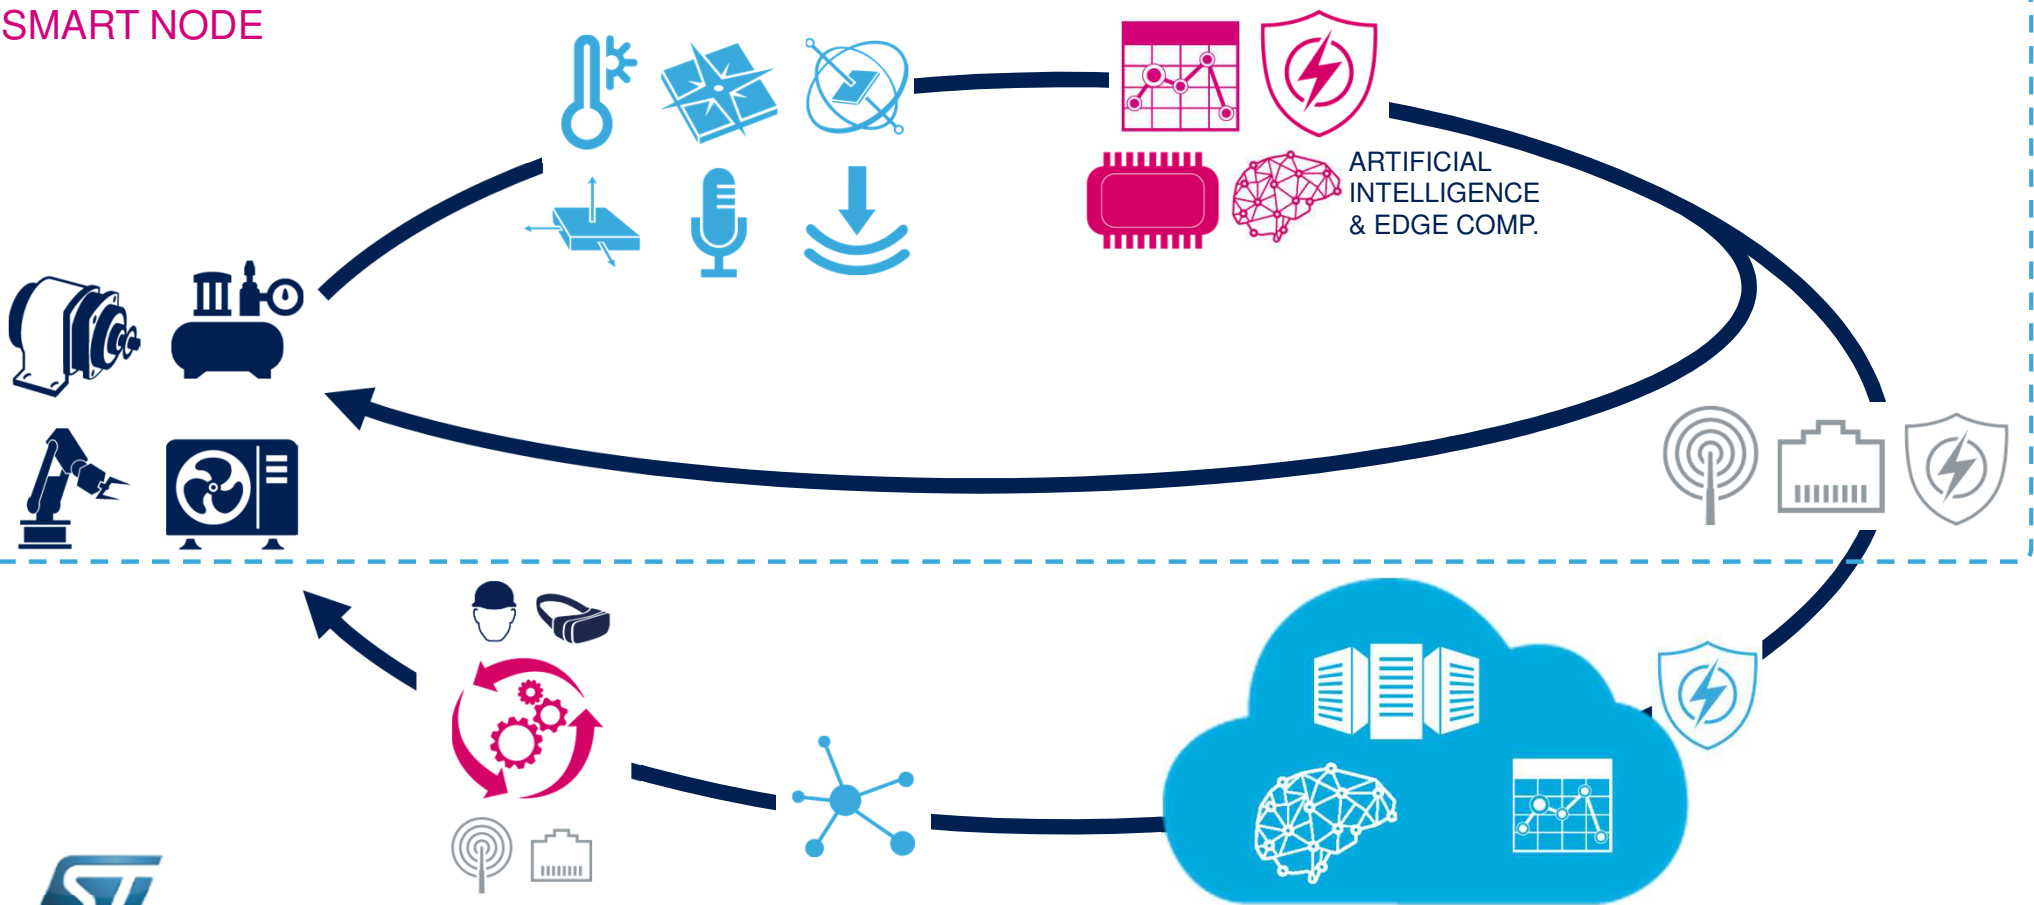 SMART NODE
ARTIFICIAL
INTELLIGENCE
& EDGE COMP.
ST